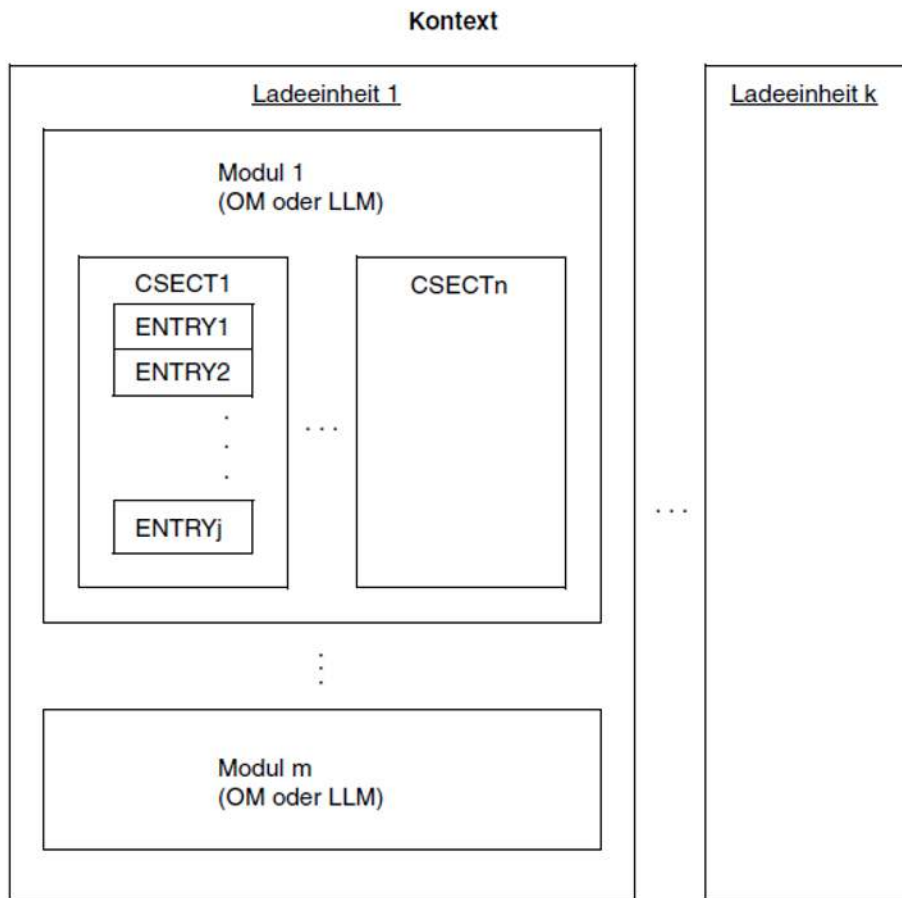 Kontext
Ladeeinheit 1
Modul 1
(OM oder LLM)
CSECT1
ENTRY1
ENTRY2
.
.
.
ENTRYj
. . .
CSECTn
.
.
.
Modul m
(OM oder LLM)
. . .
Ladeeinheit k